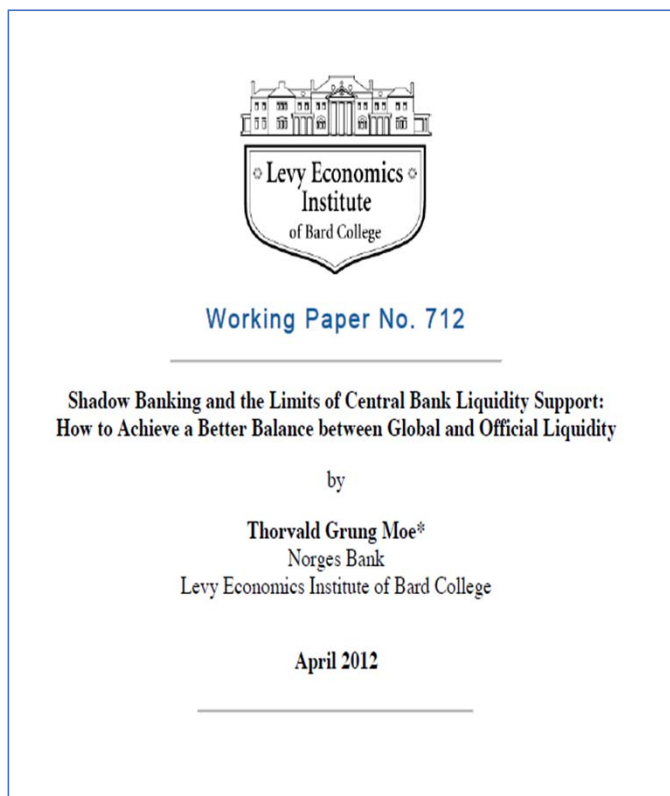 Levy Economics
Institute
of Bard College
Working Paper No. 712
Shadow Banking and the Limits of Central Bank Liquidity Support:
How to Achieve a Better Balance between Global and Official Liquidity
by
Thorvald Grung Moe*
Norges Bank
Levy Economics Institute of Bard College
April 2012